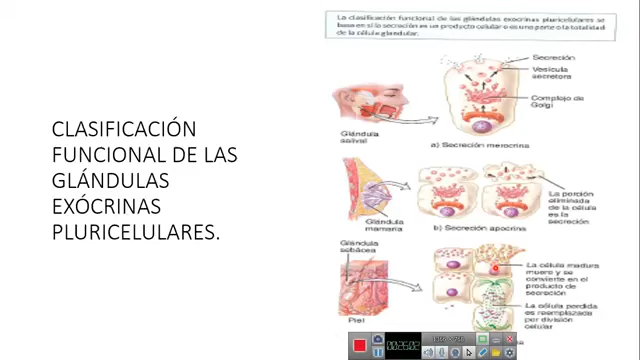 CLASIFICACIÓN
FUNCIONAL DE LAS
GLÁNDULAS
EXÓCRINAS
PLURICELULARES.
La clasificación funcional de las glándulas exócrinas pluricelulares se
basa en si la secreción es un producto celular o es una parte o la totalidad
de la célula glandular.
Secreción
Vesícula
secretora
Complejo de
Golgi
Glándula
salival
a) Secreción merocrina
Glándula
mamaria
La porción
eliminada
de la célula
es la
secreción
b) Secreción apocrina
Glándula
sebácea
Piel
La célula madura
muere y se
convierte en el
producto de
secreción
La célula perdida
es reemplazada
por división
celular